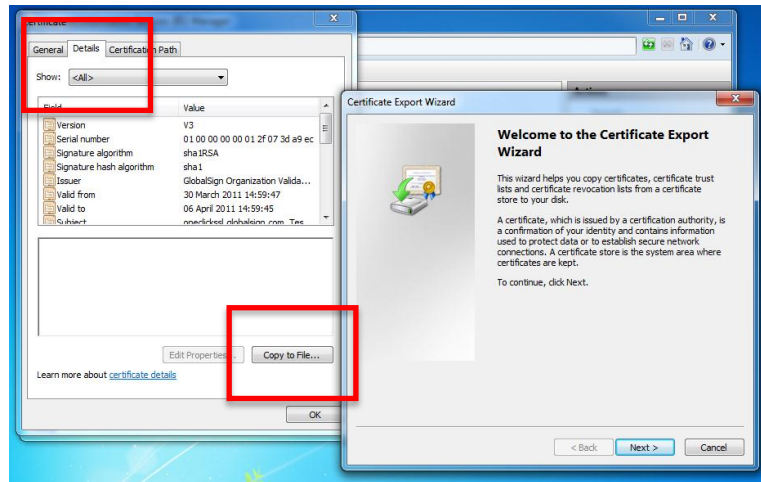 Certificate
General Details Certification Path
Show: <All>
Field Value
Version V3
Serial number 01 00 00 00 00 01 2f 07 3d a9 ec
Signature algorithm sha1RSA
Signature hash algorithm sha1
Issuer GlobalSign Organization Valida...
Valid from 30 March 2011 14:59:47
Valid to 06 April 2011 14:59:45
Subject oneclickssl.globalsign.com, Tes
Edit Properties... Copy to File...
Learn more about certificate details
OK
Certificate Export Wizard
Welcome to the Certificate Export
Wizard
This wizard helps you copy certificates, certificate trust
lists and certificate revocation lists from a certificate
store to your disk.
A certificate, which is issued by a certification authority, is
a confirmation of your identity and contains information
used to protect data or to establish secure network
connections. A certificate store is the system area where
certificates are kept.
To continue, click Next.
< Back Next > Cancel